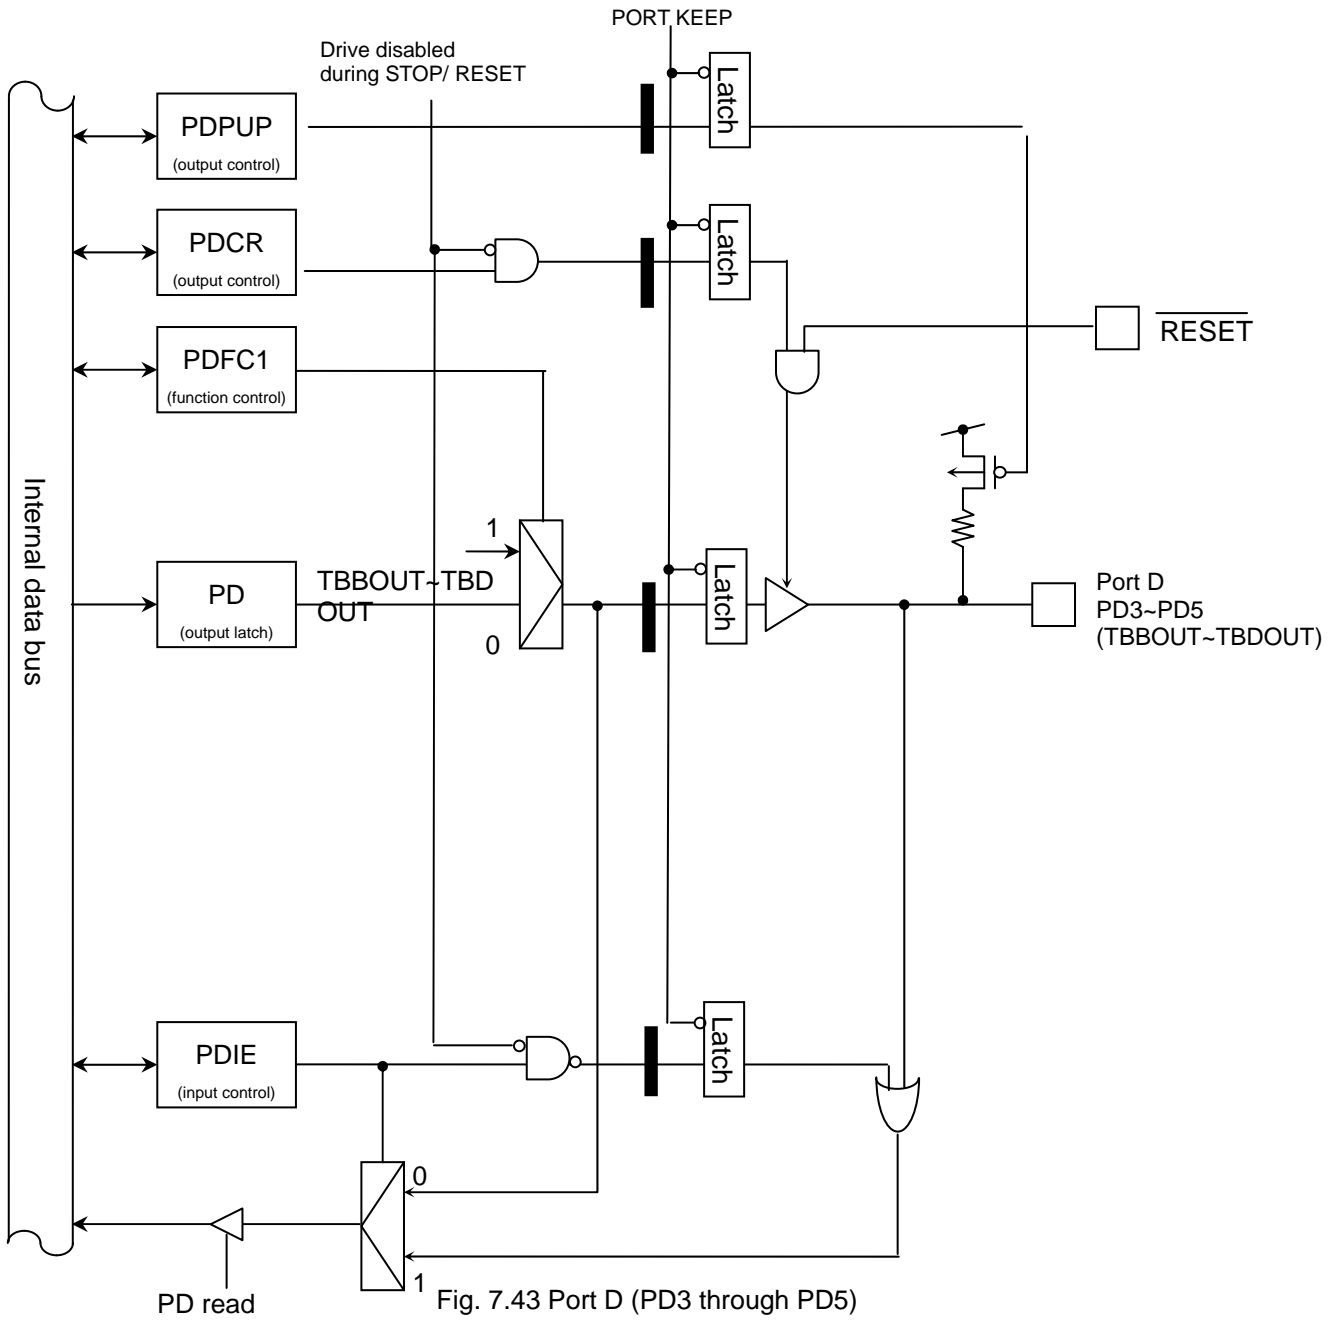 PORT KEEP
Drive disabled
during STOP/ RESET
Latch
PDPUP
(output control)
Latch
PDCR
(output control)
RESET
PDFC1
(function control)
Internal data bus
1
TBBOUT~TBD
OUT
0
PD
(output latch)
Latch
Port D
PD3~PD5
(TBBOUT~TBDOUT)
PDIE
(input control)
Latch
0
1
PD read
Fig. 7.43 Port D (PD3 through PD5)